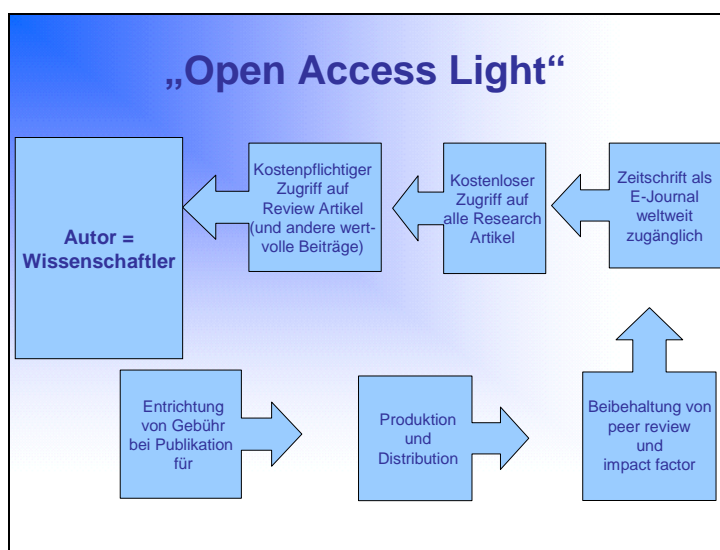 „Open Access Light“
Autor =
Wissenschaftler
Kostenpflichtiger
Zugriff auf
Review Artikel
(und andere wert-
volle Beiträge)
Kostenloser
Zugriff auf
alle Research
Artikel
Zeitschrift als
E-Journal
weltweit
zugänglich
Entrichtung
von Gebühr
bei Publikation
für
Produktion
und
Distribution
Beibehaltung von
peer review
und
impact factor